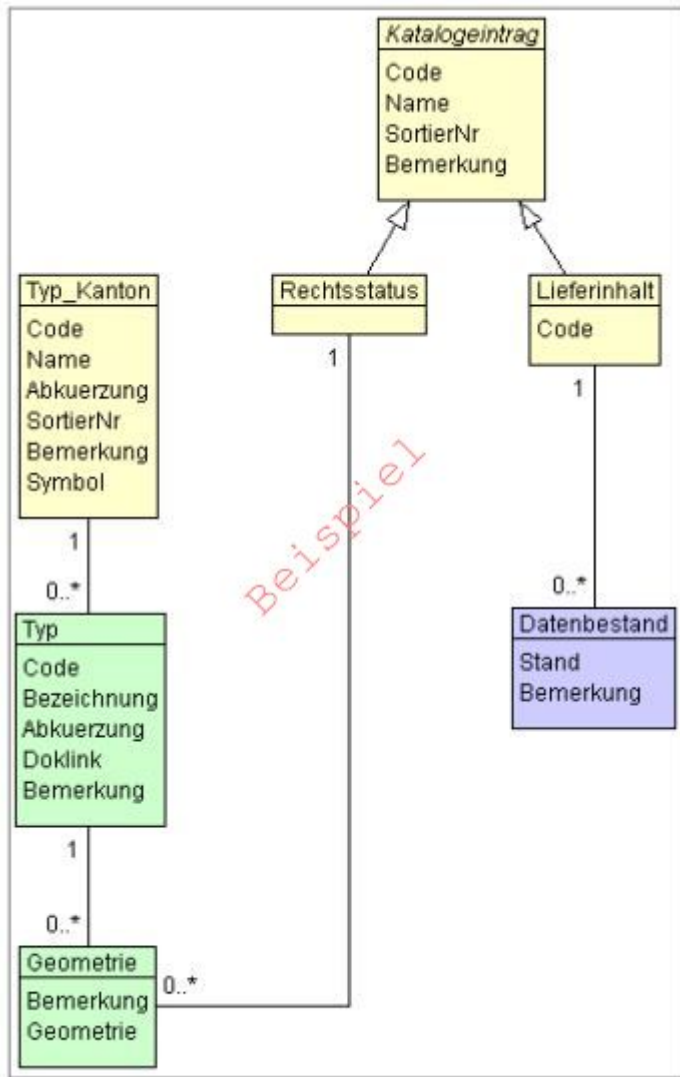 Katalogeintrag
Code
Name
SortierNr
Bemerkung
Typ_Kanton
Code
Name
Abkuerzung
SortierNr
Bemerkung
Symbol
Rechtsstatus
1
Lieferinhalt
Code
1
Beispiel
1
0..*
Typ
Code
Bezeichnung
Abkuerzung
Doklink
Bemerkung
0..*
Datenbestand
Stand
Bemerkung
1
0..*
Geometrie
Bemerkung
Geometrie
0..*